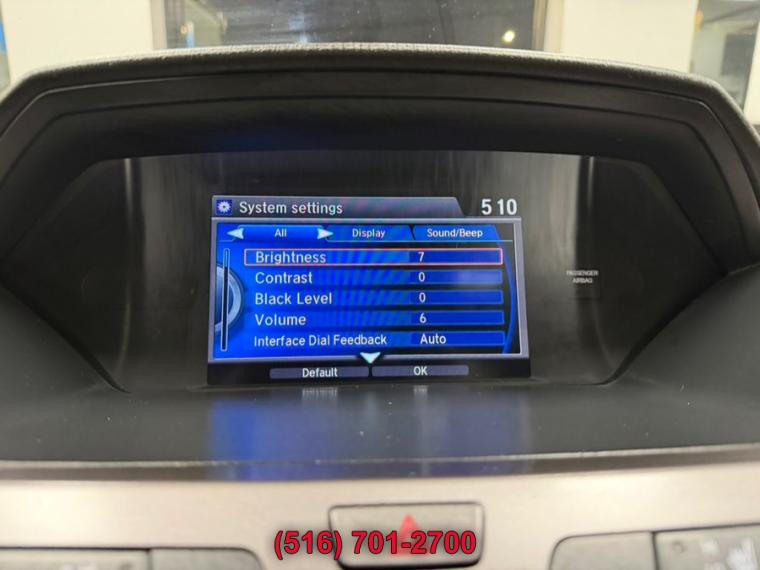 System settings 5 10
All Display Sound/Beep
Brightness 7
Contrast 0
Black Level 0
Volume 6
Interface Dial Feedback Auto
Default OK
PASSENGER
AIRBAG
(516) 701-2700